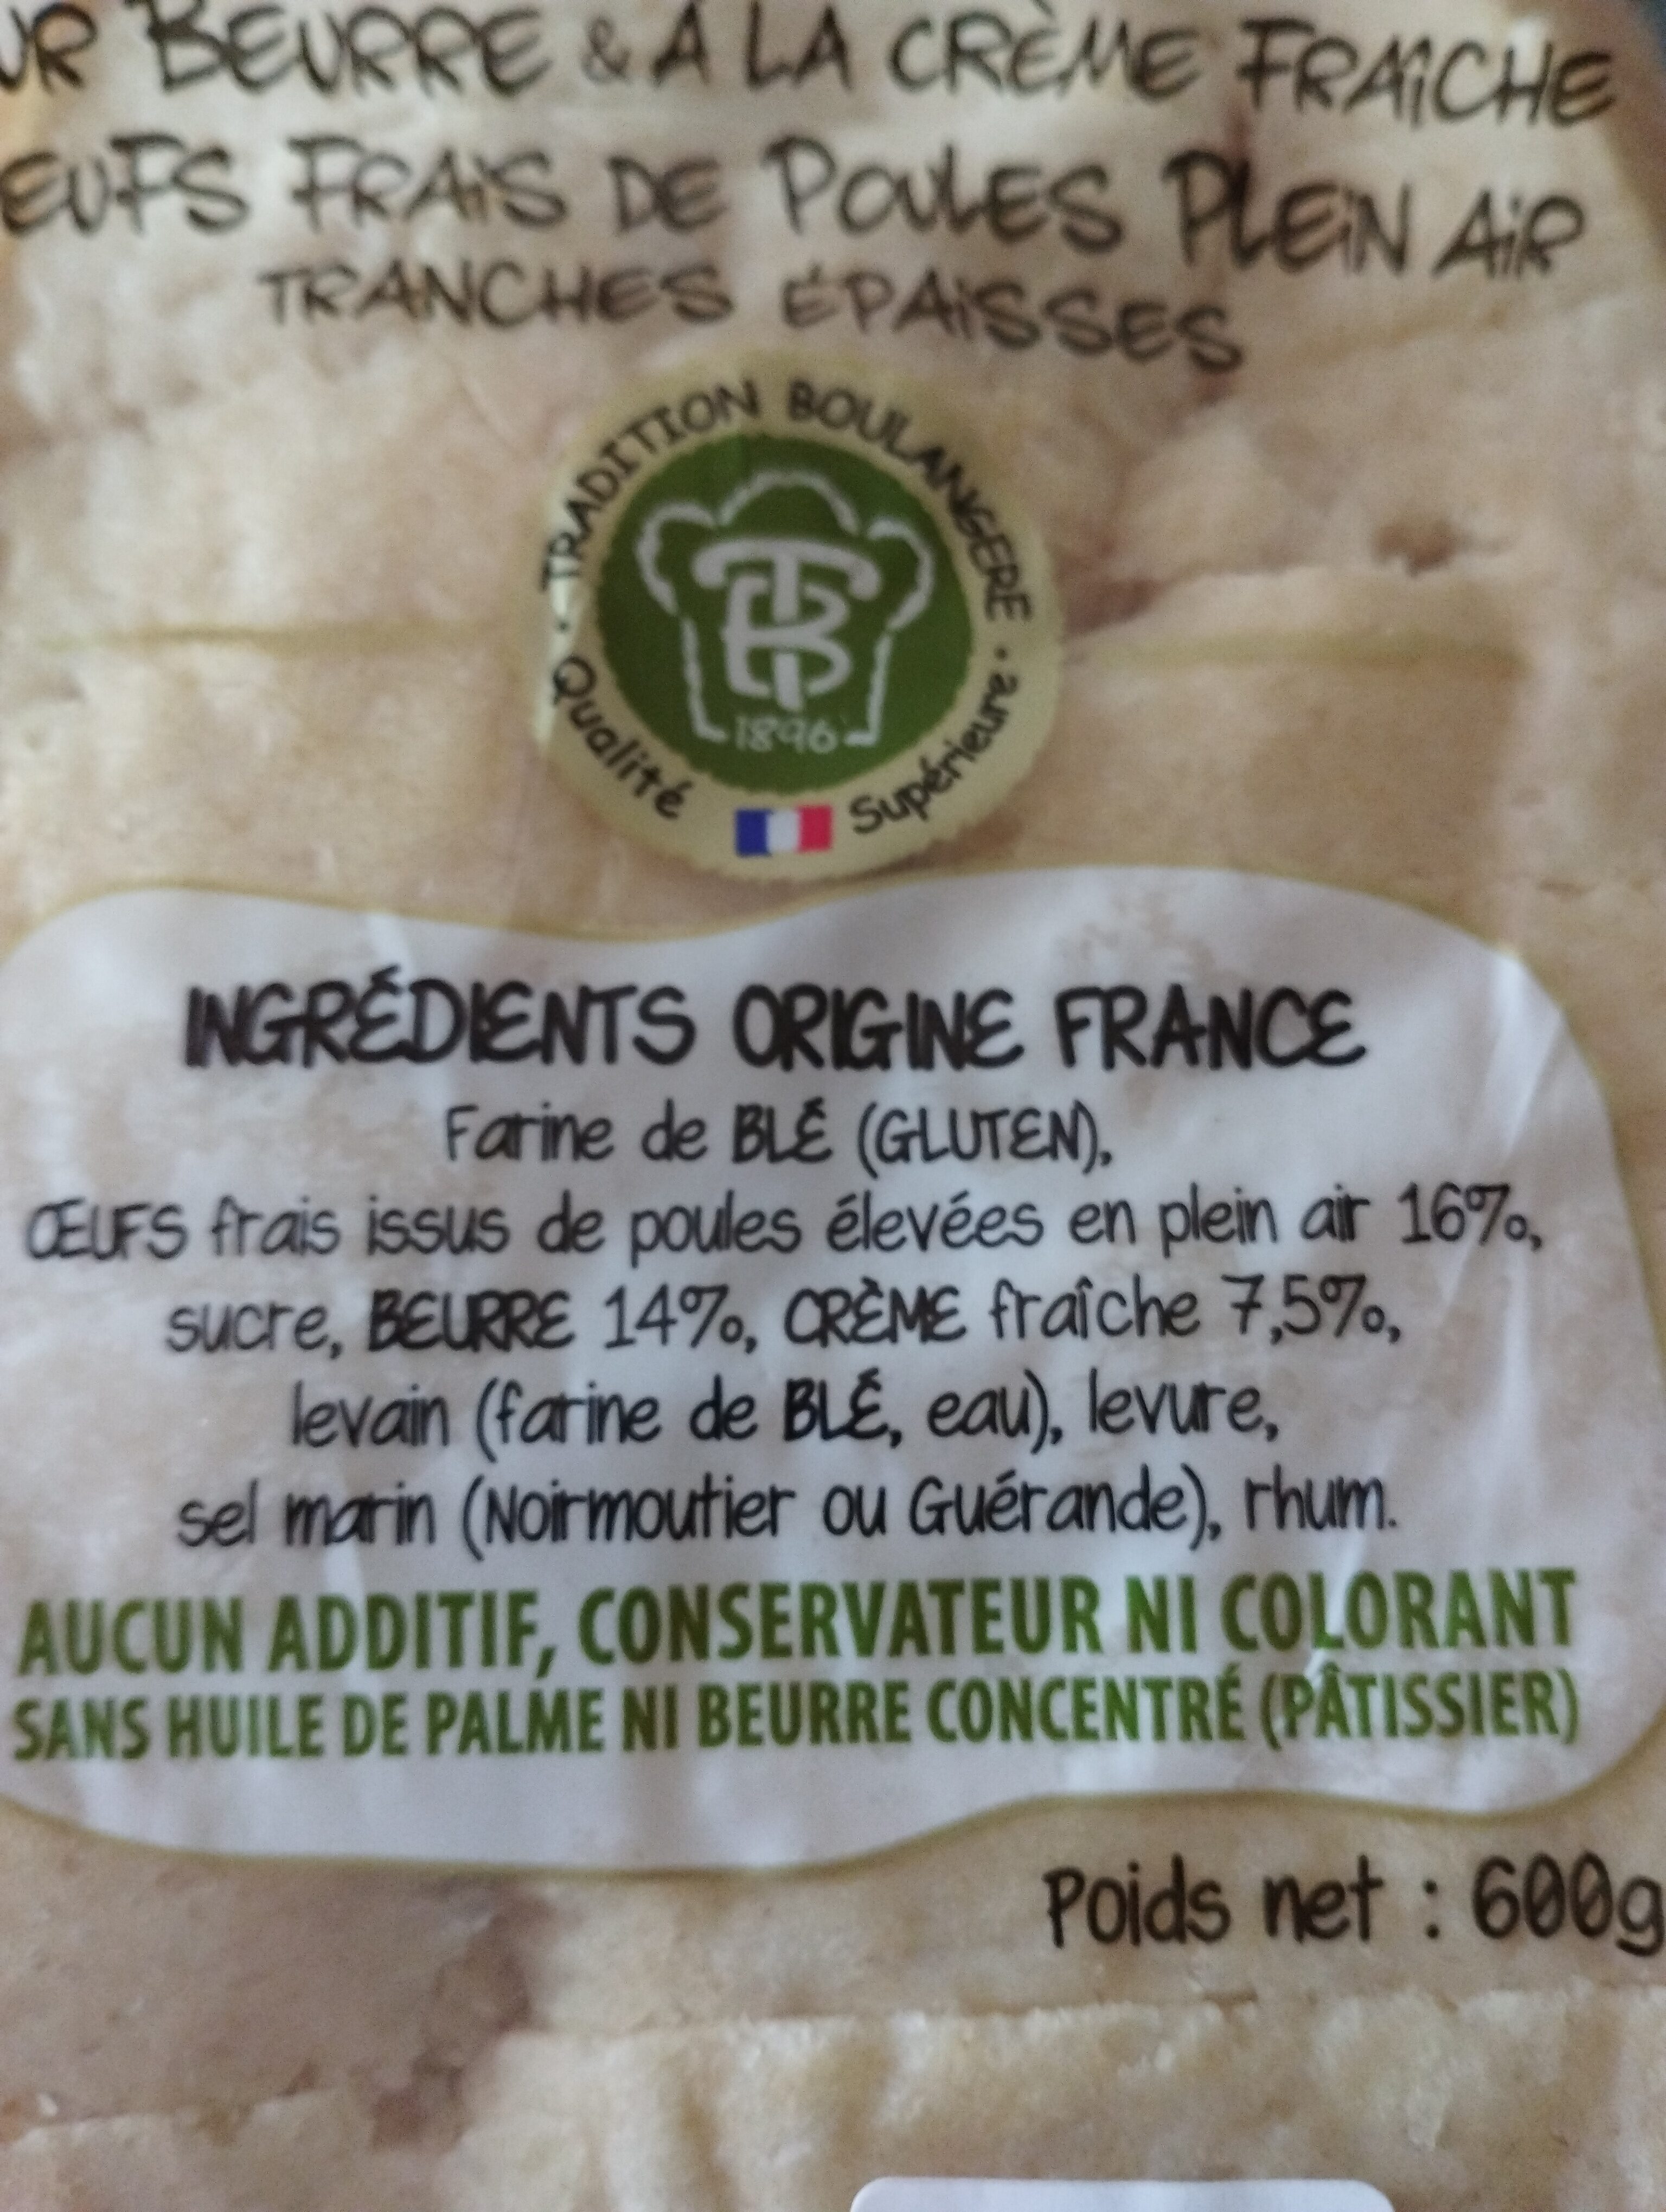 BEURRE & À LA CRÈME FRAÎCHE
FRAIS DE POULES PLEIN AIR
TRANCHES ÉPAISSES
· TRADITION BOULANGÈRE ·
TB
1896
Qualité Supérieure
INGRÉDIENTS ORIGINE FRANCE
Farine de BLÉ (GLUTEN),
ŒUFS frais issus de poules élevées en plein air 16%,
sucre, BEURRE 14%, CRÈME fraîche 7,5%,
levain (farine de BLÉ, eau), levure,
sel marin (Noirmoutier ou Guérande), rhum.
AUCUN ADDITIF, CONSERVATEUR NI COLORANT
SANS HUILE DE PALME NI BEURRE CONCENTRÉ (PÂTISSIER)
Poids net : 600g